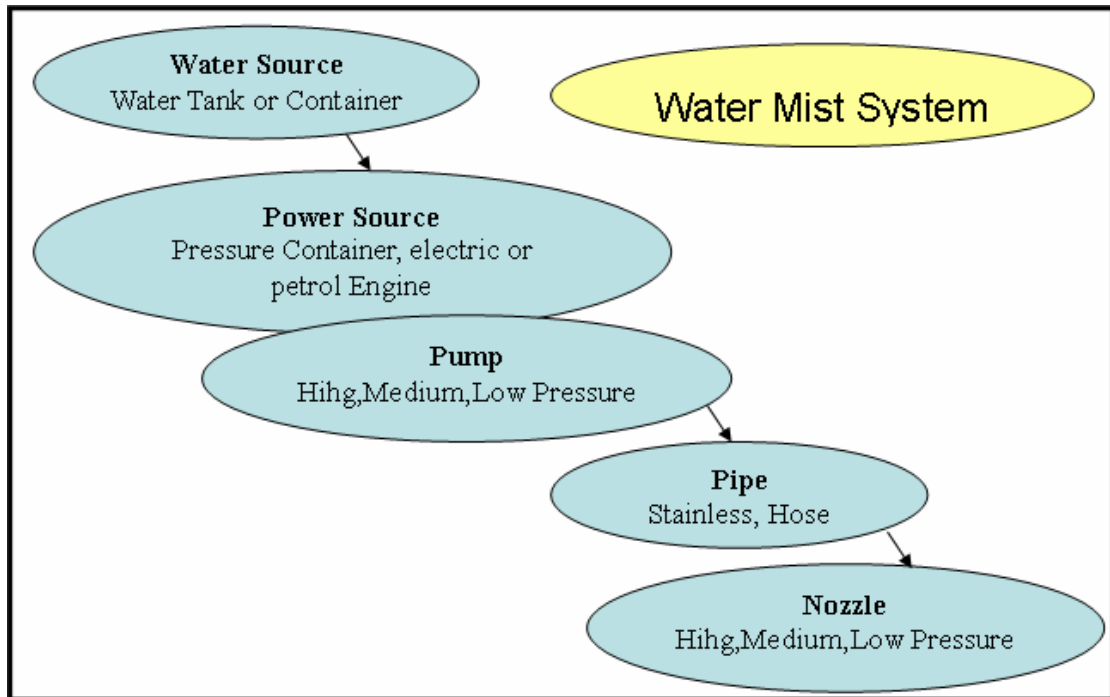 Water Source
Water Tank or Container
Water Mist System
Power Source
Pressure Container, electric or
petrol Engine
Pump
Hihg,Medium,Low Pressure
Pipe
Stainless, Hose
Nozzle
Hihg,Medium,Low Pressure